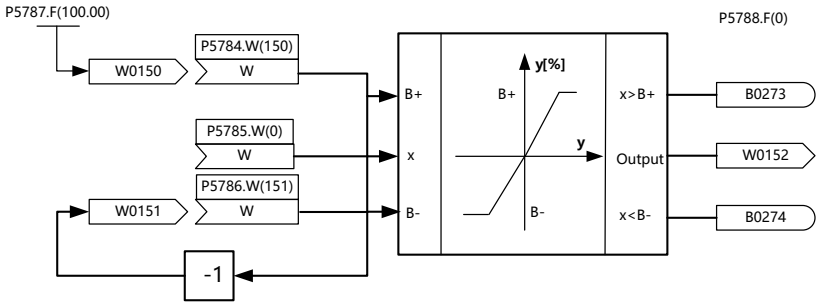 P5787.F(100.00)
P5788.F(0)
P5784.W(150)
W0150
W
y[%]
B+
B+
x>B+
B0273
P5785.W(0)
W
x
y
Output
W0152
P5786.W(151)
W0151
W
B-
B-
x<B-
B0274
-1